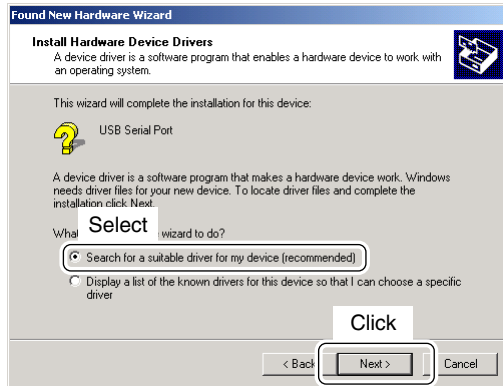 Found New Hardware Wizard
Install Hardware Device Drivers
A device driver is a software program that enables a hardware device to work with
an operating system.
This wizard will complete the installation for this device:
USB Serial Port
A device driver is a software program that makes a hardware device work. Windows
needs driver files for your new device. To locate driver files and complete the
installation click Next.
Select
What wizard to do?
Search for a suitable driver for my device (recommended)
Display a list of the known drivers for this device so that I can choose a specific
driver
Click
< Back
Next >
Cancel